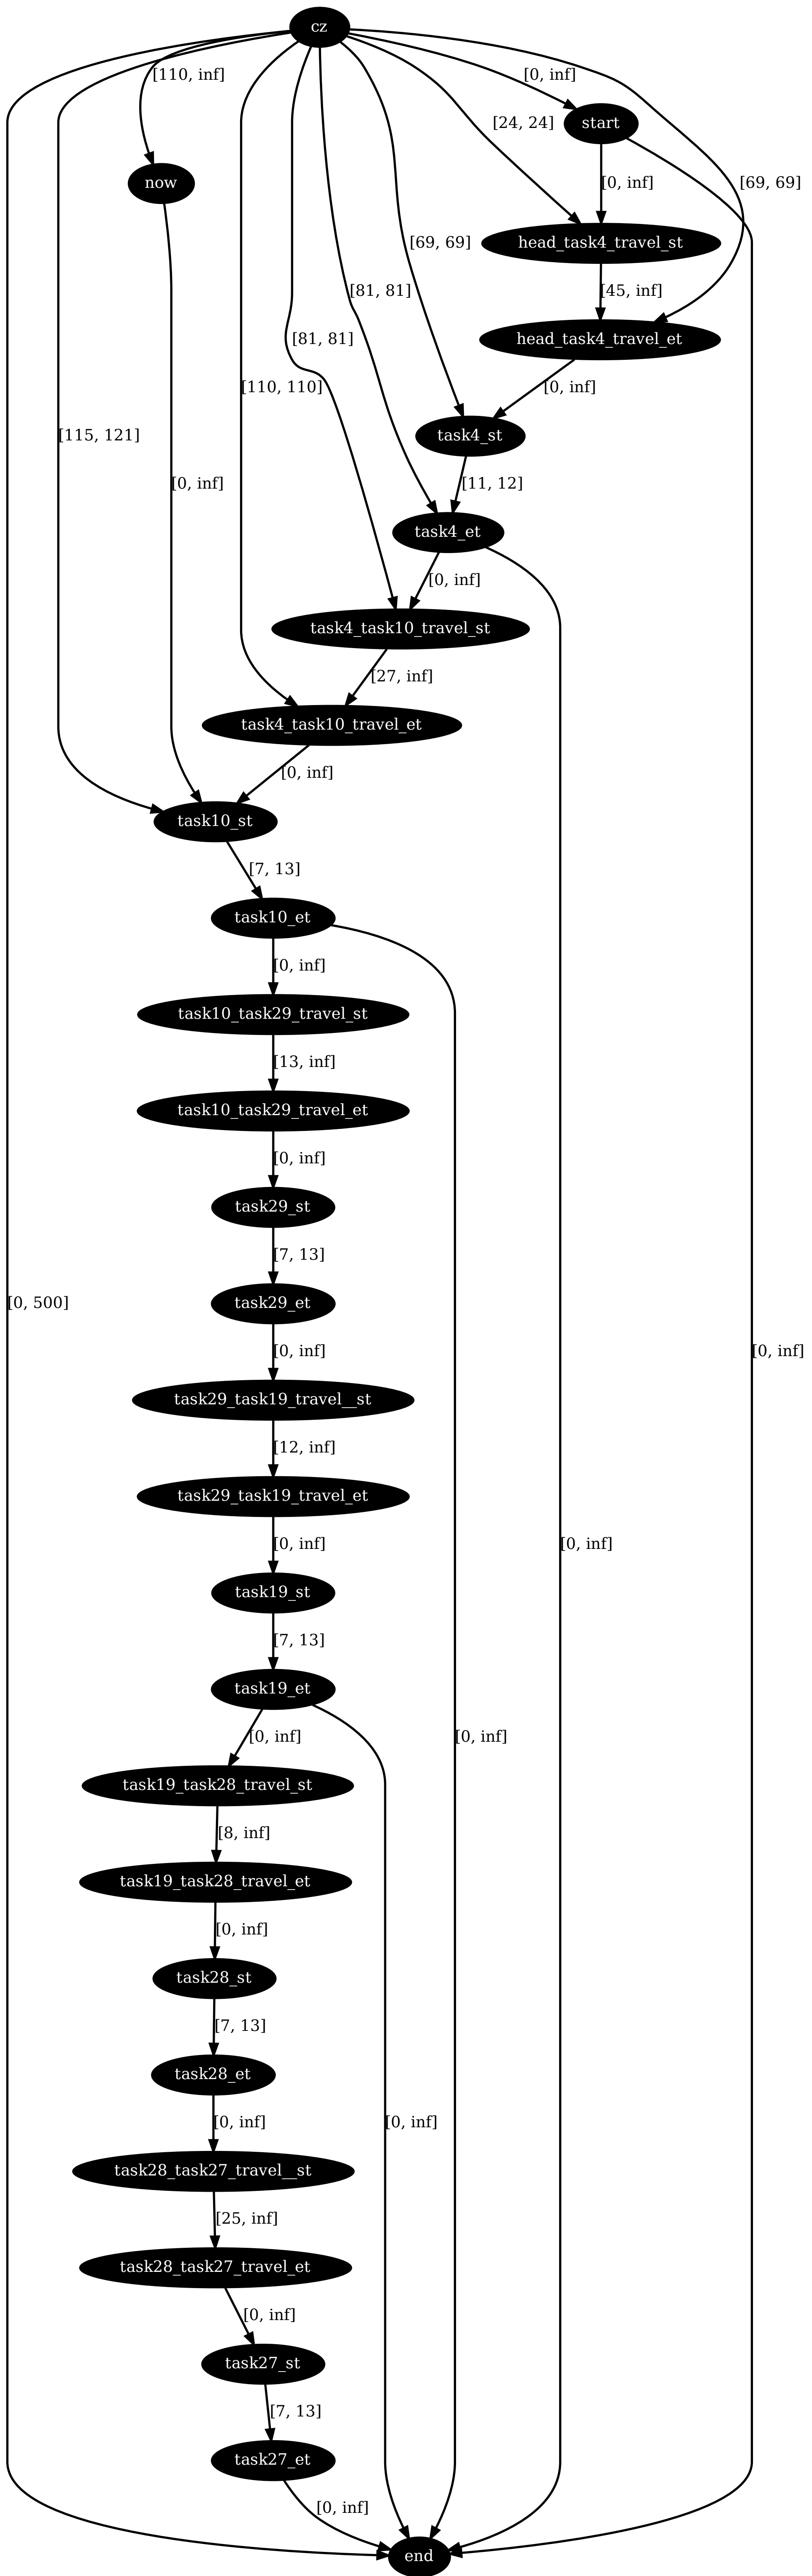 cz
[110, inf]
[0, inf]
start
[24, 24]
now
[0, inf]
[69, 69]
head_task4_travel_st
[69, 69]
[81, 81]
[45, inf]
[81, 81]
head_task4_travel_et
[110, 110]
[0, inf]
[115, 121]
task4_st
[0, inf]
[11, 12]
task4_et
[0, inf]
task4_task10_travel_st
[27, inf]
task4_task10_travel_et
[0, inf]
task10_st
[7, 13]
task10_et
[0, inf]
task10_task29_travel_st
[13, inf]
task10_task29_travel_et
[0, inf]
task29_st
[7, 13]
[0, 500]
task29_et
[0, inf]
[0, inf]
task29_task19_travel__st
[12, inf]
task29_task19_travel_et
[0, inf]
[0, inf]
task19_st
[7, 13]
task19_et
[0, inf]
[0, inf]
task19_task28_travel_st
[8, inf]
task19_task28_travel_et
[0, inf]
task28_st
[7, 13]
task28_et
[0, inf]
[0, inf]
task28_task27_travel__st
[25, inf]
task28_task27_travel_et
[0, inf]
task27_st
[7, 13]
task27_et
[0, inf]
end